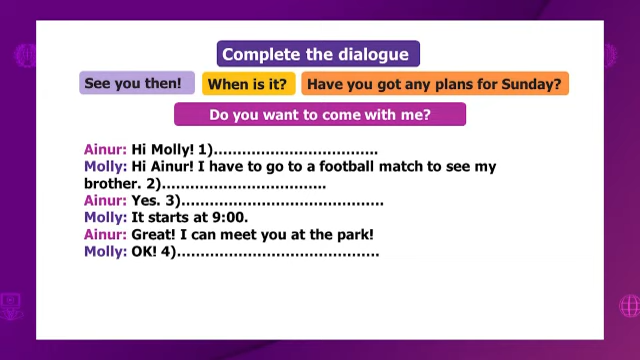 Complete the dialogue
See you then!
When is it?
Have you got any plans for Sunday?
Do you want to come with me?
Ainur: Hi Molly! 1)……………………………….
Molly: Hi Ainur! I have to go to a football match to see my
brother. 2)……………………………….
Ainur: Yes. 3)………………………………………
Molly: It starts at 9:00.
Ainur: Great! I can meet you at the park!
Molly: OK! 4)………………………………………